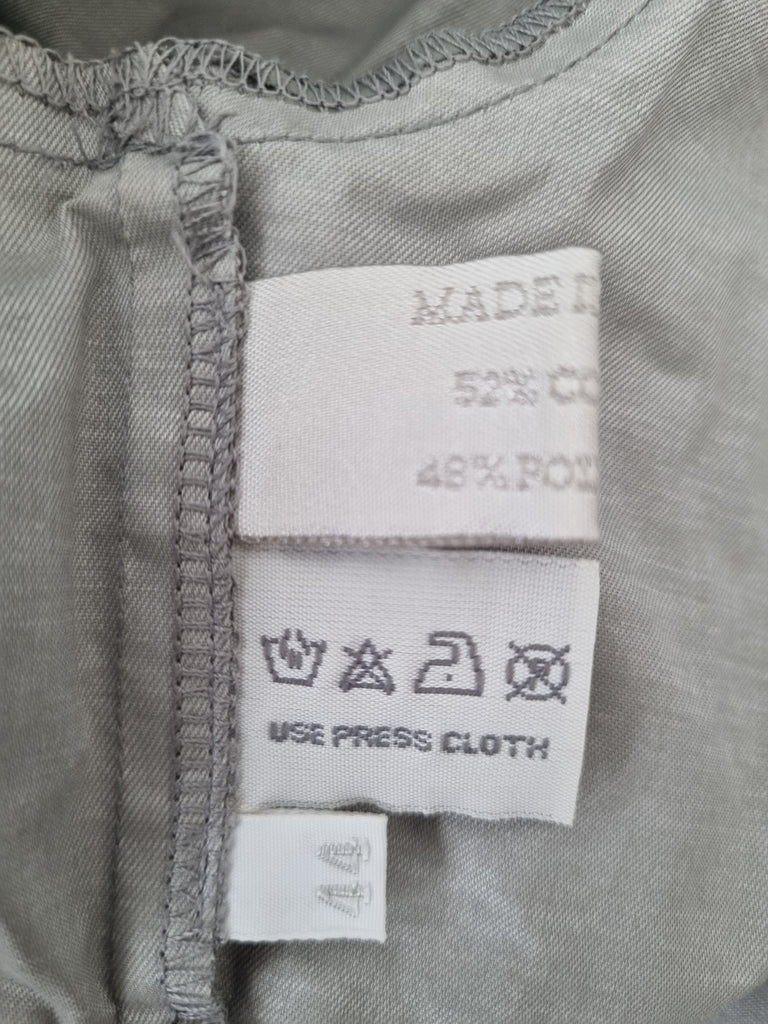 MADE I
52% CO
48% POL
USE PRESS CLOTH
44